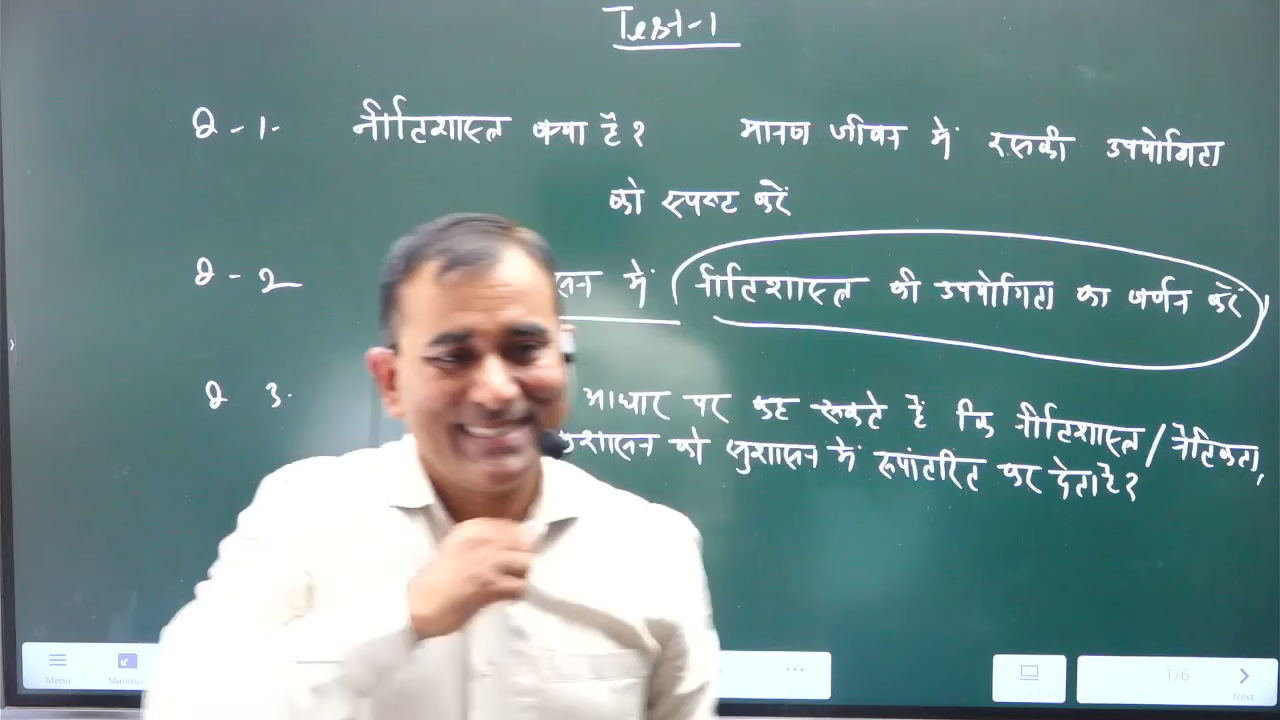 Test-1
Q-1. नीतिशास्त्र क्या है? मानव जीवन में इसकी उपयोगिता
को स्पष्ट करें
Q-2 में नीतिशास्त्र की उपयोगिता का वर्णन करें
Q 3. आधार पर कह सकते हैं कि नीतिशास्त्र/नैतिकता,
कुशासन को सुशासन में रूपांतरित कर देता है?
Menu
1/6
Next